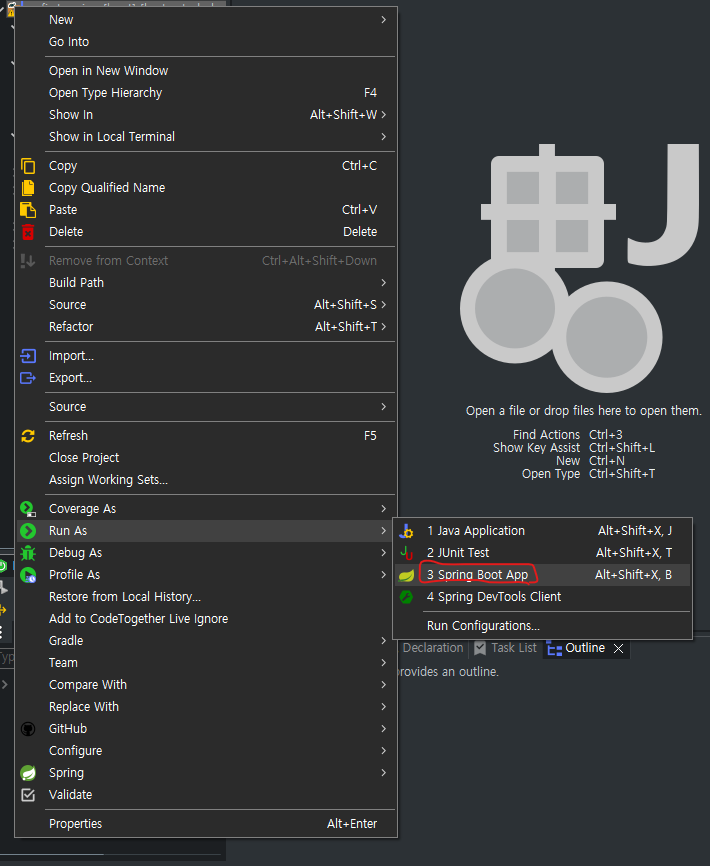 New
Go Into
Open in New Window
Open Type Hierarchy F4
Show In Alt+Shift+W
Show in Local Terminal
Copy Ctrl+C
Copy Qualified Name
Paste Ctrl+V
Delete Delete
Remove from Context Ctrl+Alt+Shift+Down
Build Path
Source Alt+Shift+S
Refactor Alt+Shift+T
Import...
Export...
Source
Refresh F5
Close Project
Assign Working Sets...
Coverage As
Run As
Debug As
Profile As
Restore from Local History...
Add to CodeTogether Live Ignore
Gradle
Team
Compare With
Replace With
GitHub
Configure
Spring
Validate
Properties Alt+Enter
1 Java Application Alt+Shift+X, J
2 JUnit Test Alt+Shift+X, T
3 Spring Boot App Alt+Shift+X, B
4 Spring DevTools Client
Run Configurations...
J
Open a file or drop files here to open them.
Find Actions Ctrl+3
Show Key Assist Ctrl+Shift+L
New Ctrl+N
Open Type Ctrl+Shift+T
Declaration Task List Outline
provides an outline.